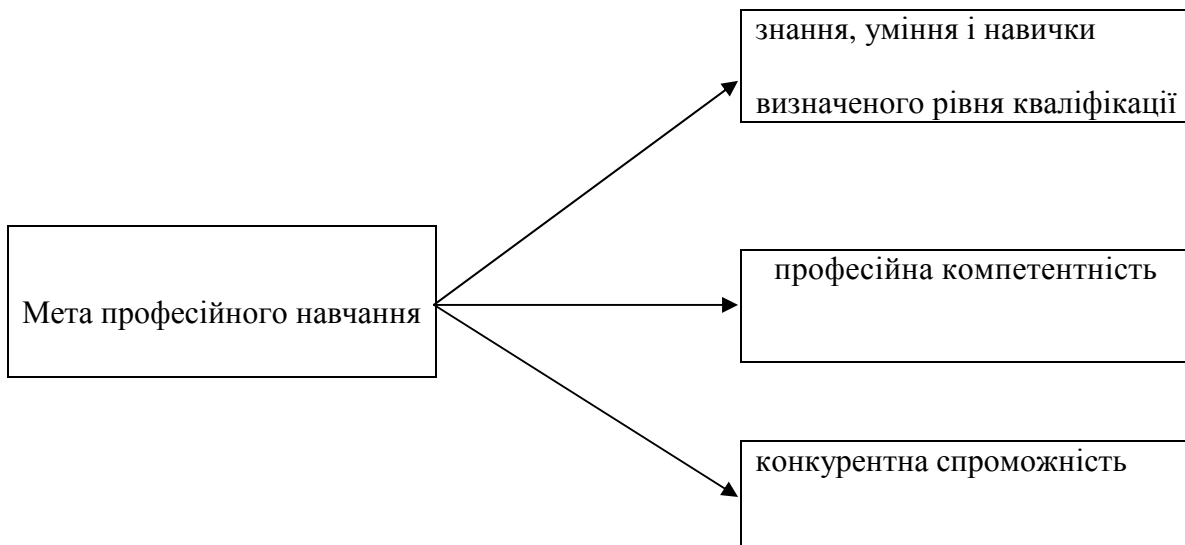 знання, уміння і навички
визначеного рівня кваліфікації
Мета професійного навчання
професійна компетентність
конкурентна спроможність